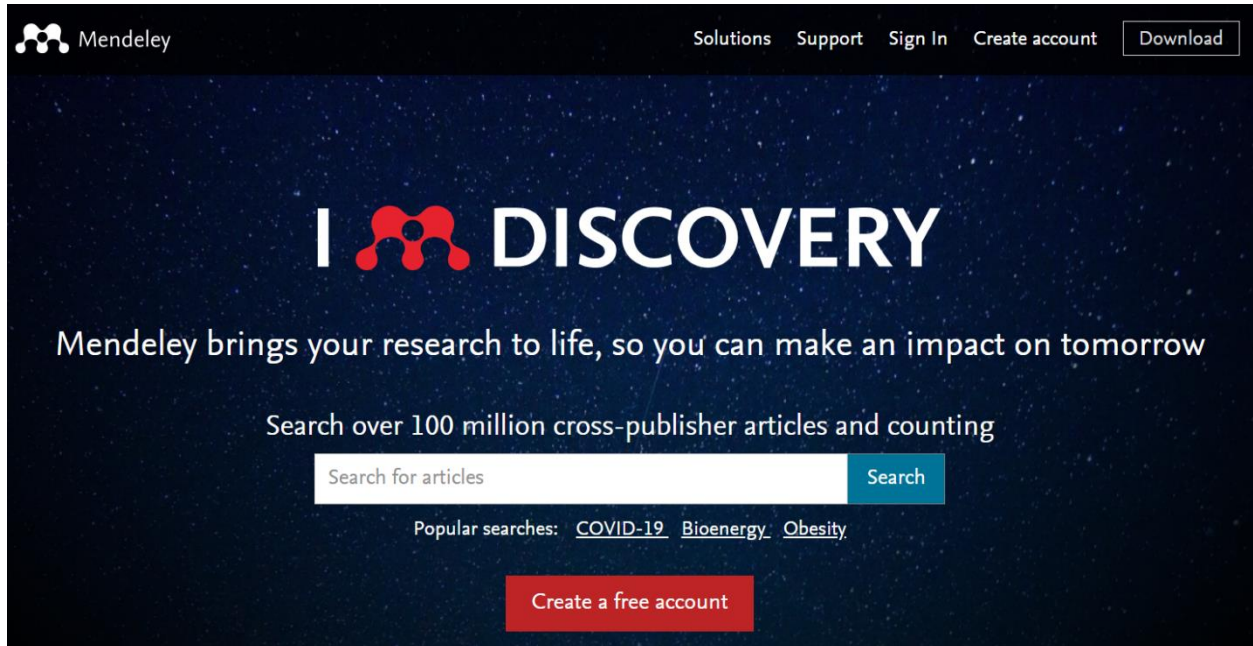 Mendeley Solutions Support Sign In Create account Download
I DISCOVERY
Mendeley brings your research to life, so you can make an impact on tomorrow
Search over 100 million cross-publisher articles and counting
Search for articles Search
Popular searches: COVID-19 Bioenergy Obesity
Create a free account